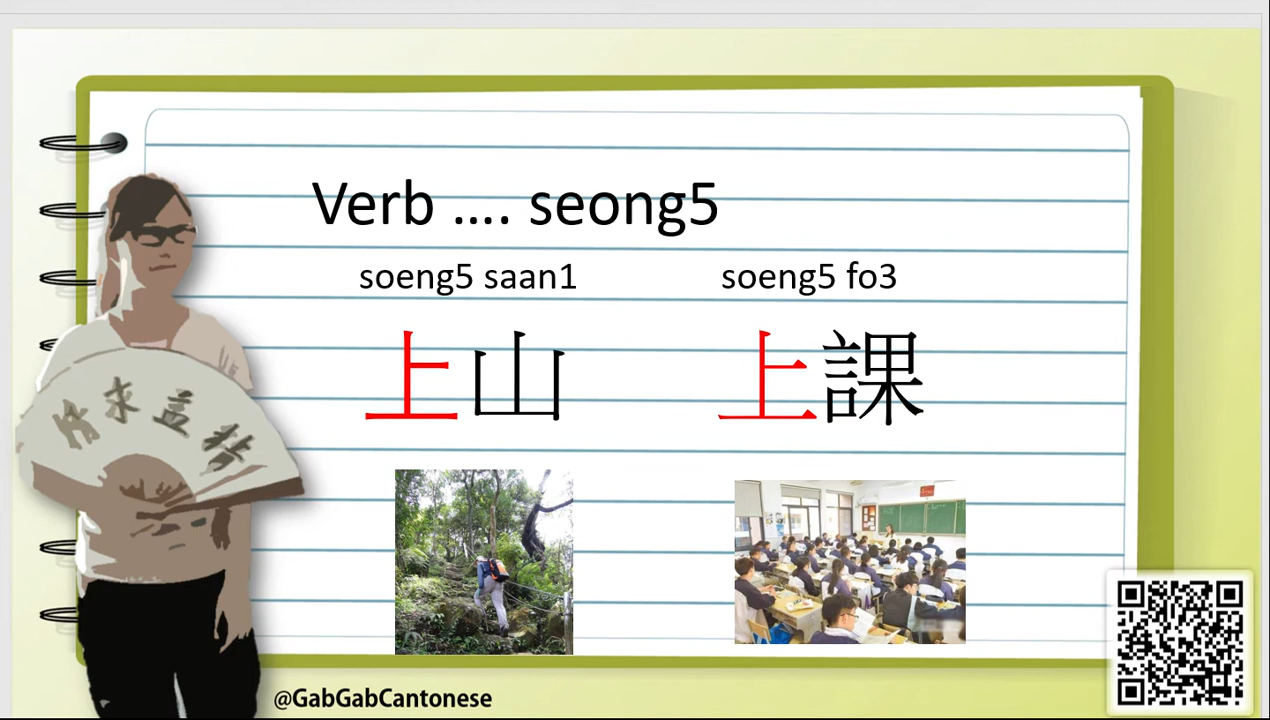 Verb .... seong5
soeng5 saan1 soeng5 fo3
上山 上課
@GabGabCantonese